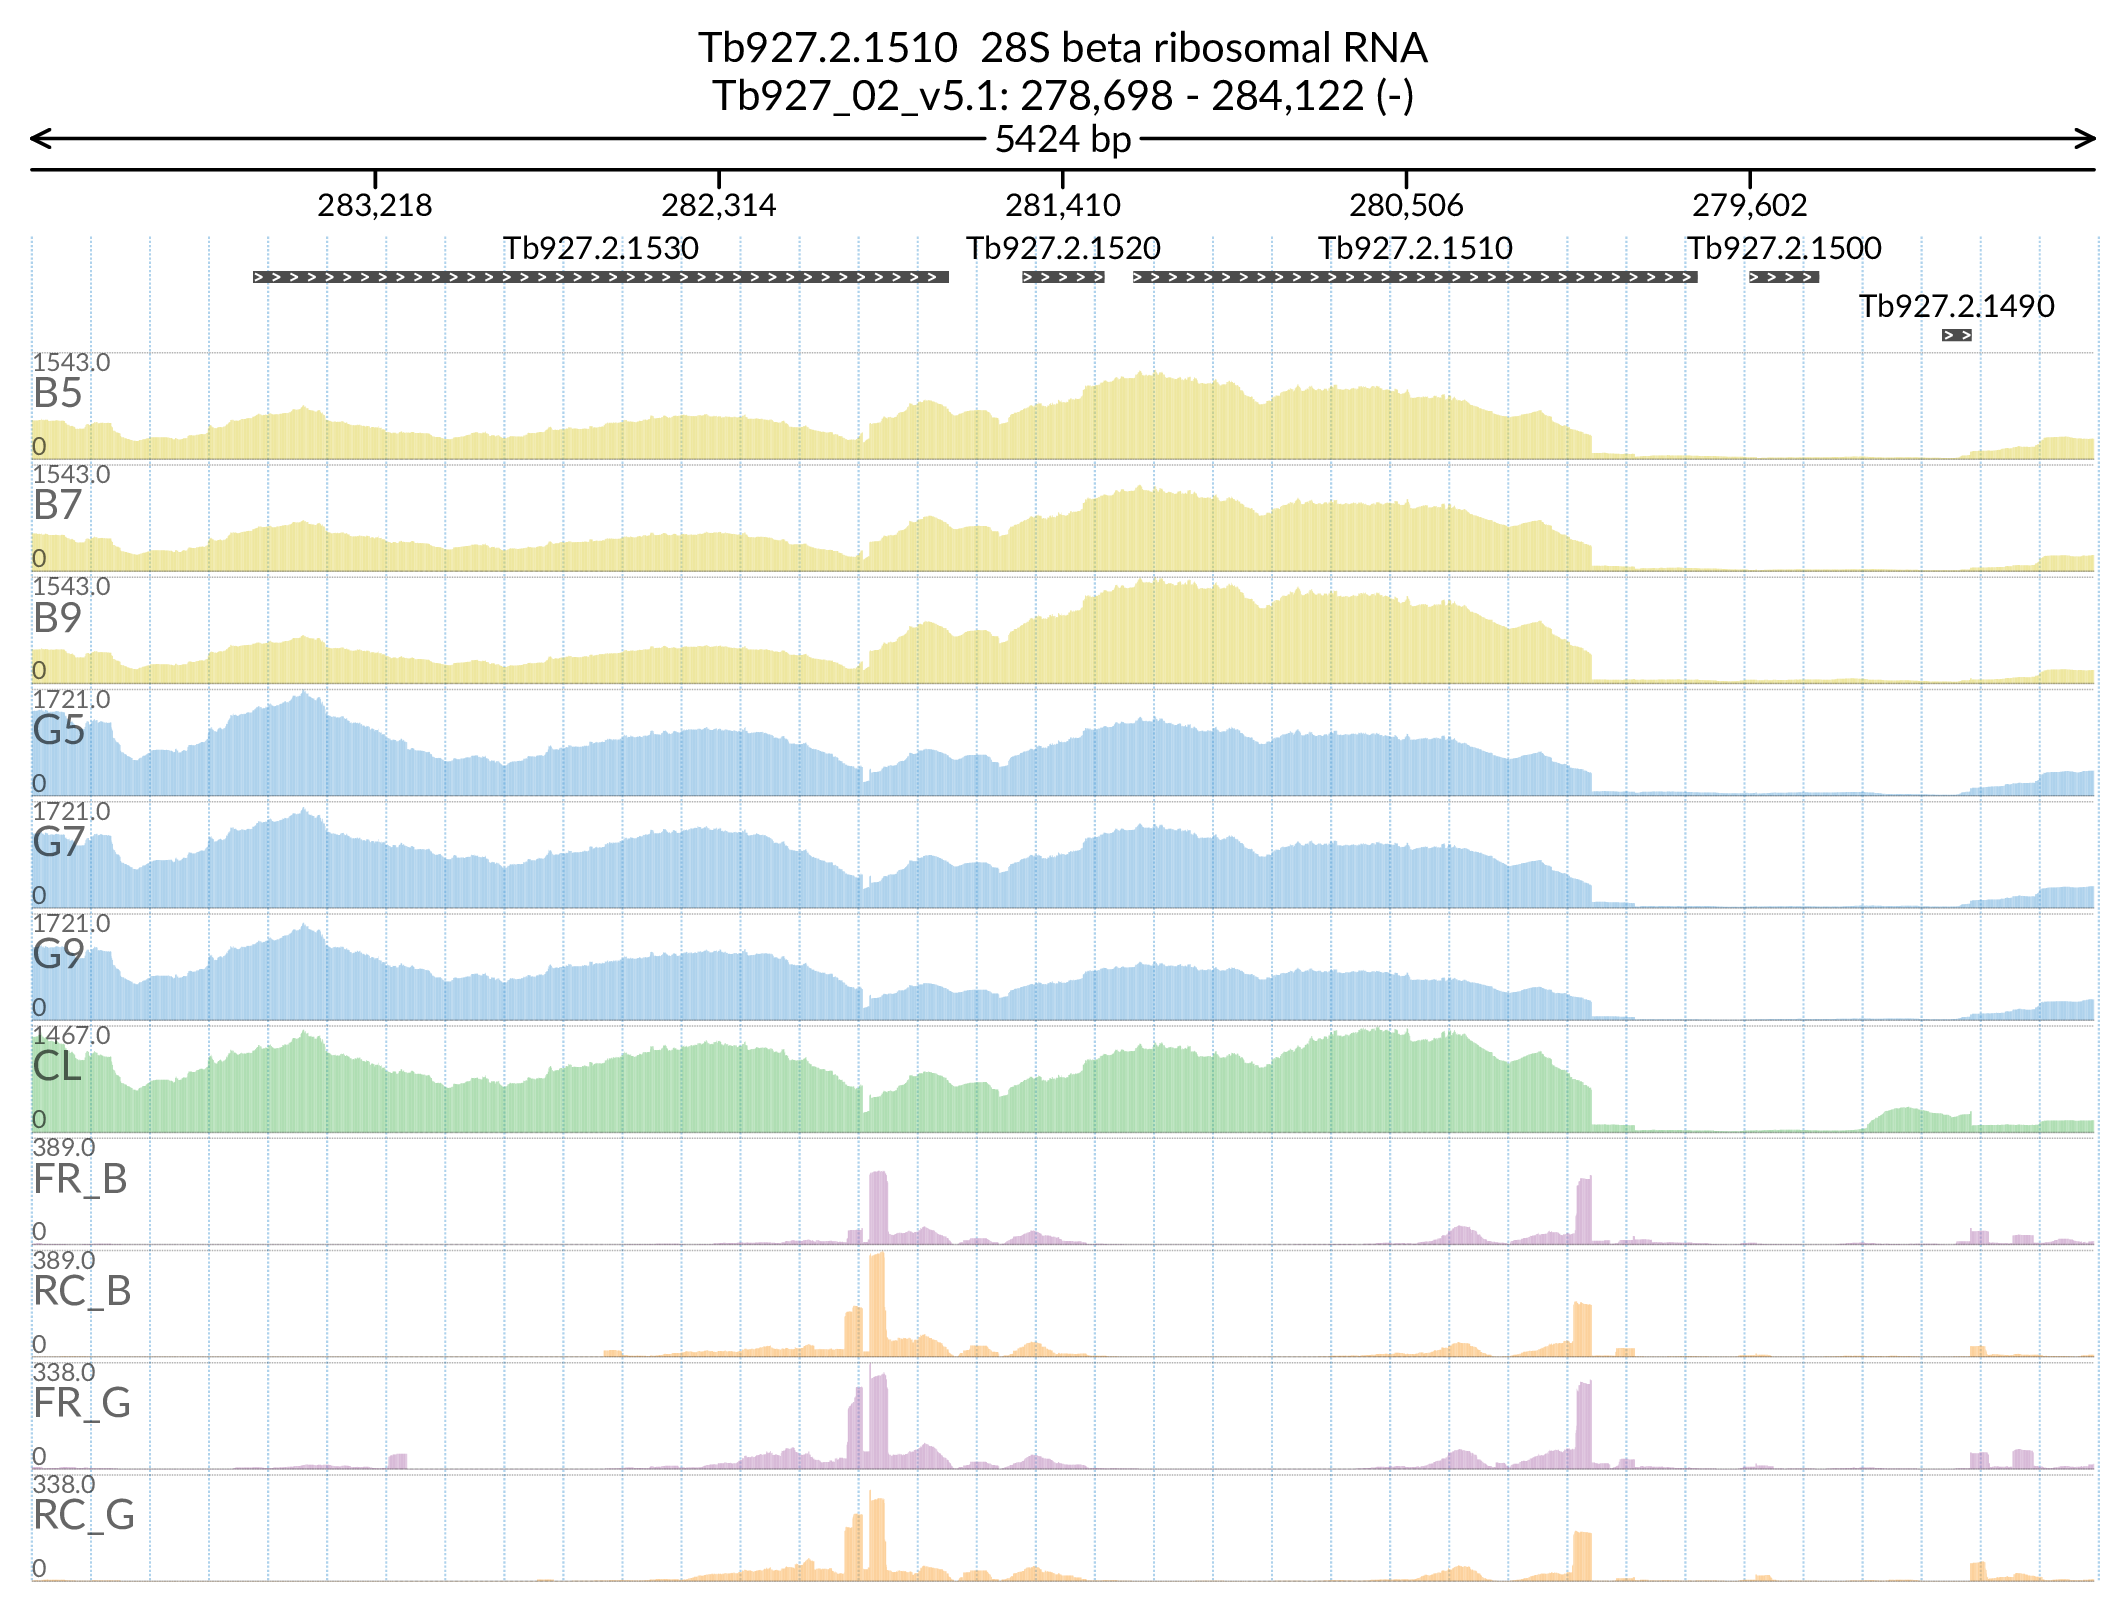 Tb927.2.1510  28S beta ribosomal RNA
Tb927_02_v5.1: 278,698 - 284,122 (-)
5424 bp
283,218 282,314 281,410 280,506 279,602
Tb927.2.1530 Tb927.2.1520 Tb927.2.1510 Tb927.2.1500
Tb927.2.1490
1543.0
B5
0
1543.0
B7
0
1543.0
B9
0
1721.0
G5
0
1721.0
G7
0
1721.0
G9
0
1467.0
CL
0
389.0
FR_B
0
389.0
RC_B
0
338.0
FR_G
0
338.0
RC_G
0